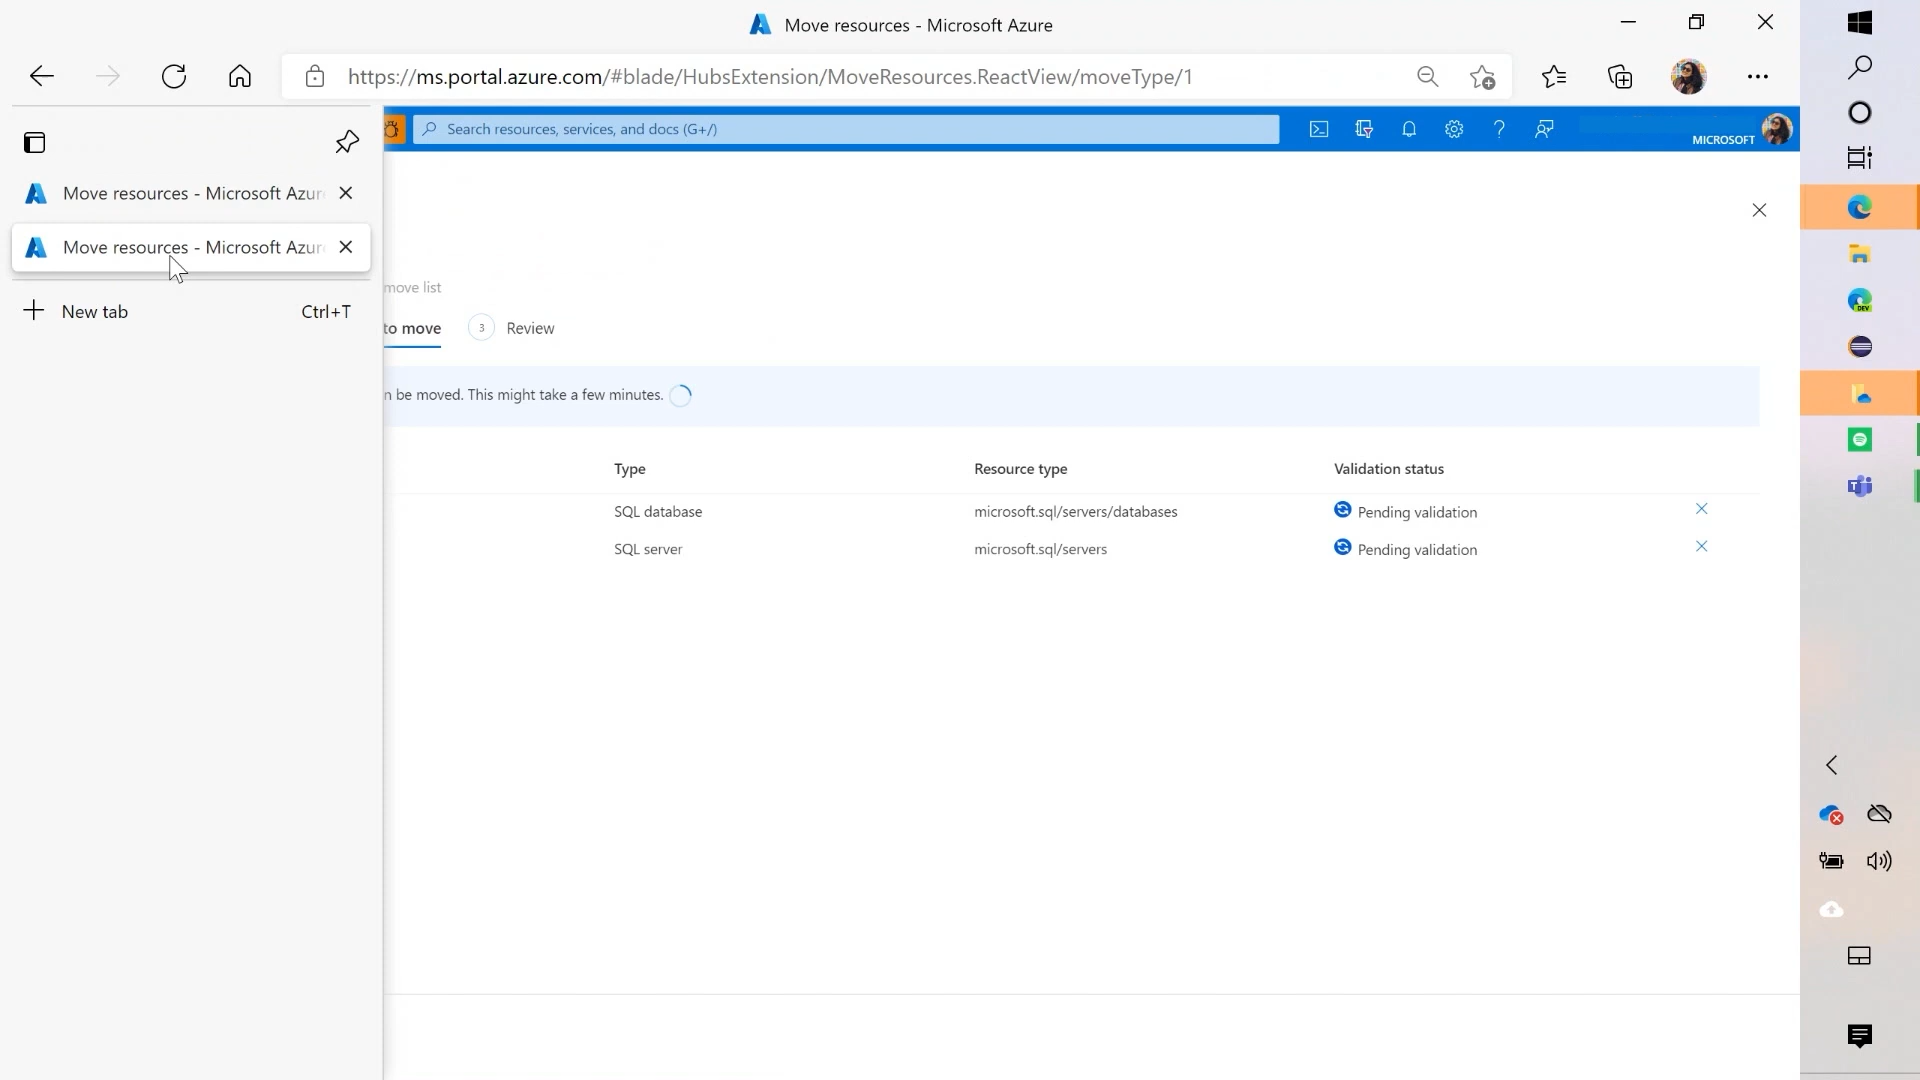 Move resources - Microsoft Azure
https://ms.portal.azure.com/#blade/HubsExtension/MoveResources.ReactView/moveType/1
Search resources, services, and docs (G+/)
MICROSOFT
Move resources - Microsoft Azur
Move resources - Microsoft Azur
New tab Ctrl+T
move list
to move 3 Review
n be moved. This might take a few minutes.
Type Resource type Validation status
SQL database microsoft.sql/servers/databases Pending validation
SQL server microsoft.sql/servers Pending validation
DEV